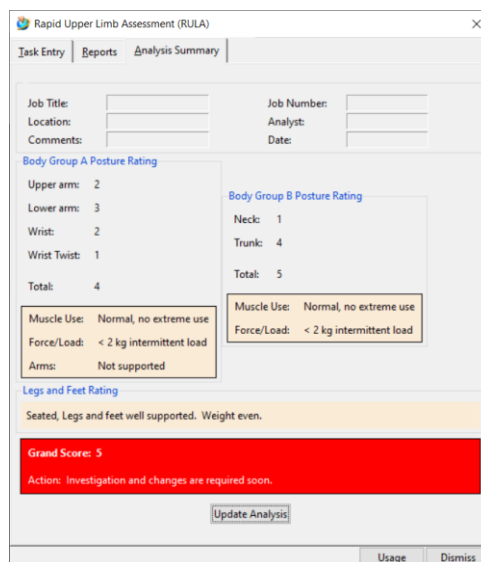 Rapid Upper Limb Assessment (RULA)
Task Entry Reports Analysis Summary
Job Title: Job Number:
Location: Analyst:
Comments: Date:
Body Group A Posture Rating
Upper arm: 2
Lower arm: 3
Wrist: 2
Wrist Twist: 1
Total: 4
Muscle Use: Normal, no extreme use
Force/Load: < 2 kg intermittent load
Arms: Not supported
Body Group B Posture Rating
Neck: 1
Trunk: 4
Total: 5
Muscle Use: Normal, no extreme use
Force/Load: < 2 kg intermittent load
Legs and Feet Rating
Seated, Legs and feet well supported. Weight even.
Grand Score: 5
Action: Investigation and changes are required soon.
Update Analysis
Usage Dismiss